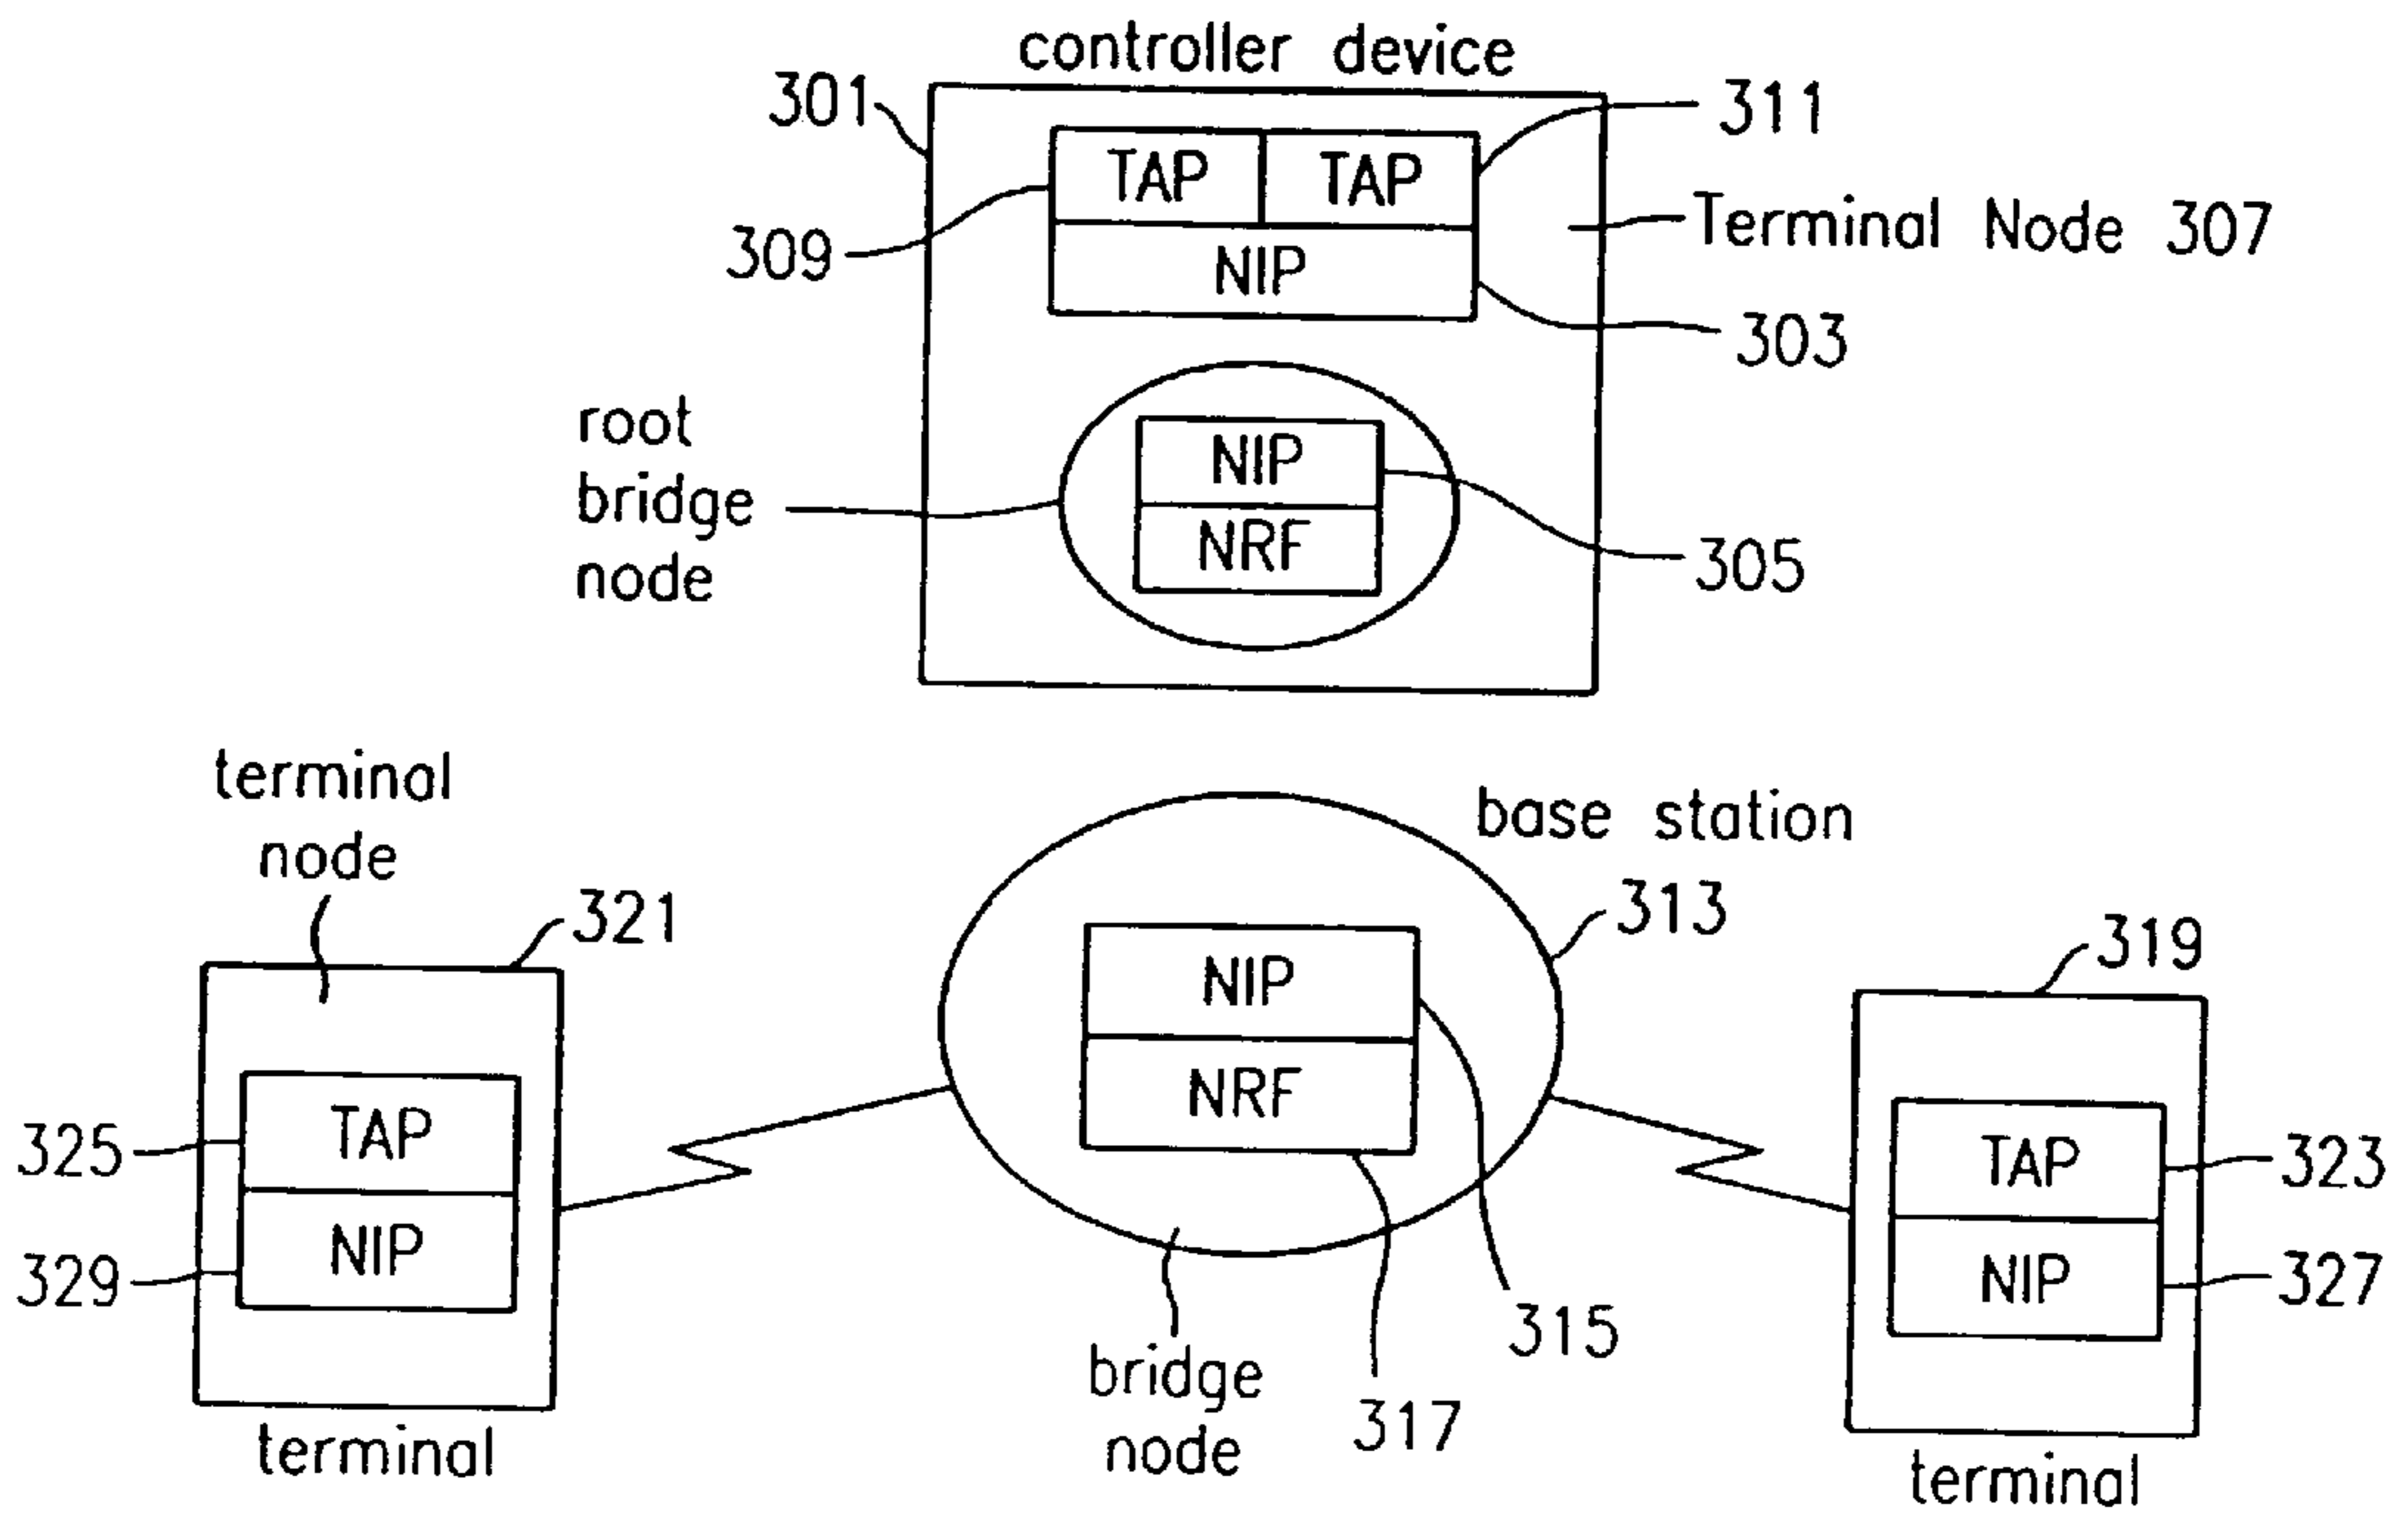 controller device
301
311
TAP TAP
Terminal Node 307
309
NIP
303
root
bridge
node
NIP
NRF
305
terminal
node
base station
321
313
319
NIP
NRF
325
TAP
TAP
323
329
NIP
NIP
327
315
bridge
node
317
terminal
terminal